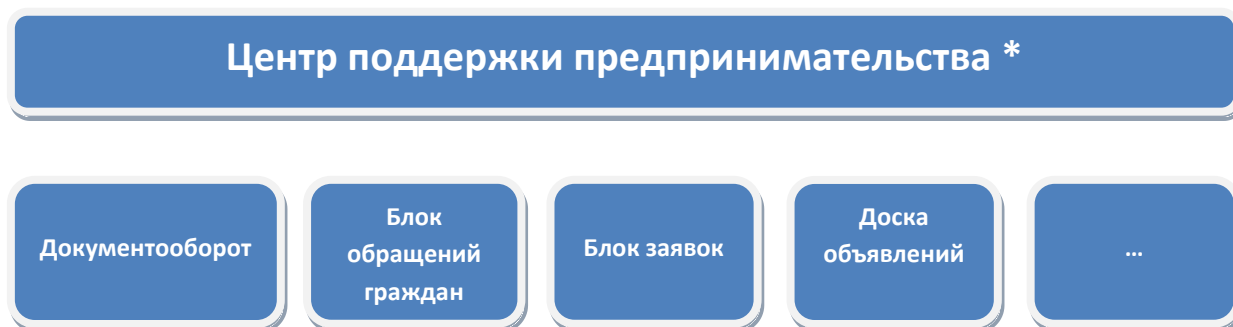 Центр поддержки предпринимательства *
Документооборот
Блок
обращений
граждан
Блок заявок
Доска
объявлений
...